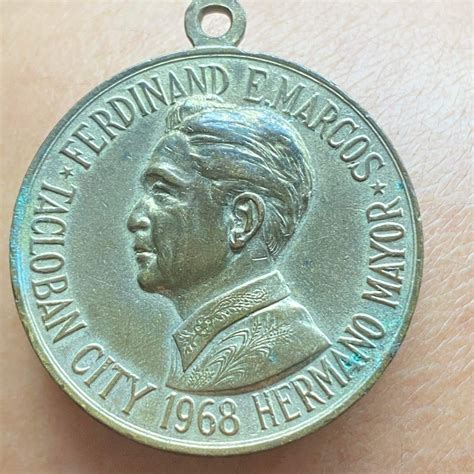 ★ FERDINAND E. MARCOS ★
TACLOBAN CITY 1968 HERMANO MAYOR